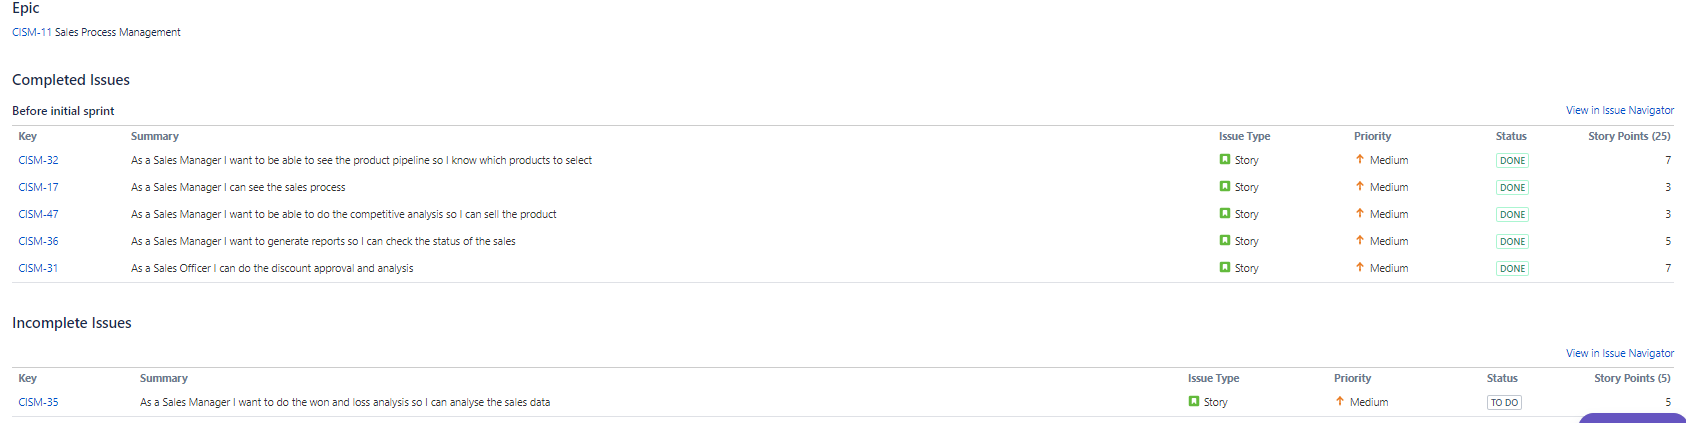 Epic
CISM-11 Sales Process Management
Completed Issues
Before initial sprint View in Issue Navigator
Key Summary Issue Type Priority Status Story Points (25)
CISM-32 As a Sales Manager I want to be able to see the product pipeline so I know which products to select Story Medium DONE 7
CISM-17 As a Sales Manager I can see the sales process Story Medium DONE 3
CISM-47 As a Sales Manager I want to be able to do the competitive analysis so I can sell the product Story Medium DONE 3
CISM-36 As a Sales Manager I want to generate reports so I can check the status of the sales Story Medium DONE 5
CISM-31 As a Sales Officer I can do the discount approval and analysis Story Medium DONE 7
Incomplete Issues
View in Issue Navigator
Key Summary Issue Type Priority Status Story Points (5)
CISM-35 As a Sales Manager I want to do the won and loss analysis so I can analyse the sales data Story Medium TO DO 5